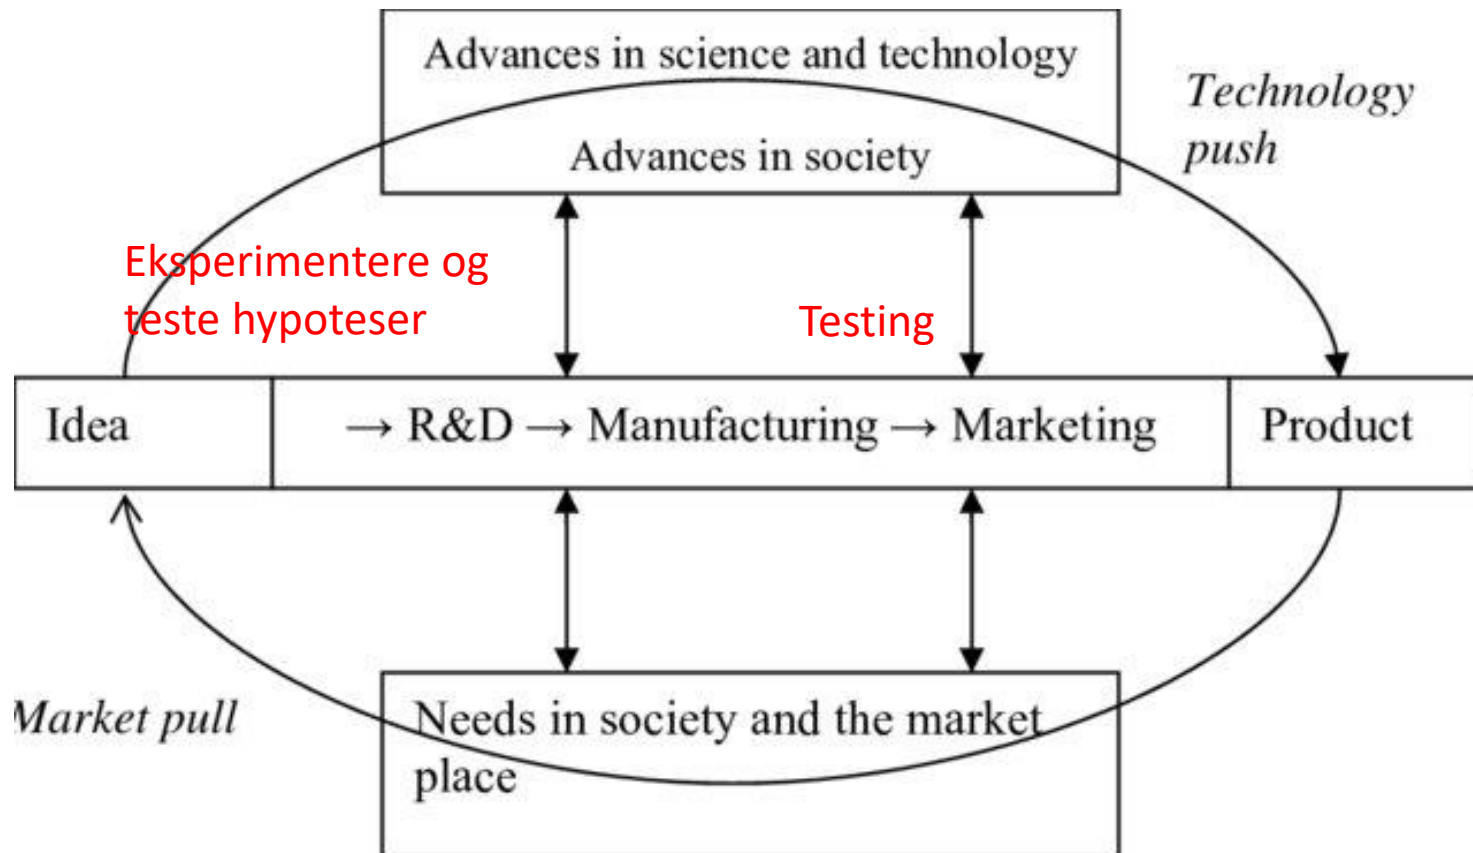 Advances in science and technology
Technology
push
Advances in society
Eksperimentere og
teste hypoteser
Testing
Idea
→ R&D → Manufacturing → Marketing
Product
Market pull
Needs in society and the market
place